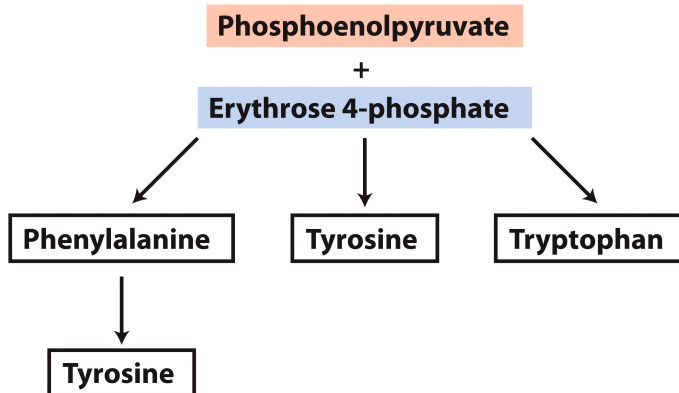 Phosphoenolpyruvate
+
Erythrose 4-phosphate
Phenylalanine
Tyrosine
Tryptophan
Tyrosine